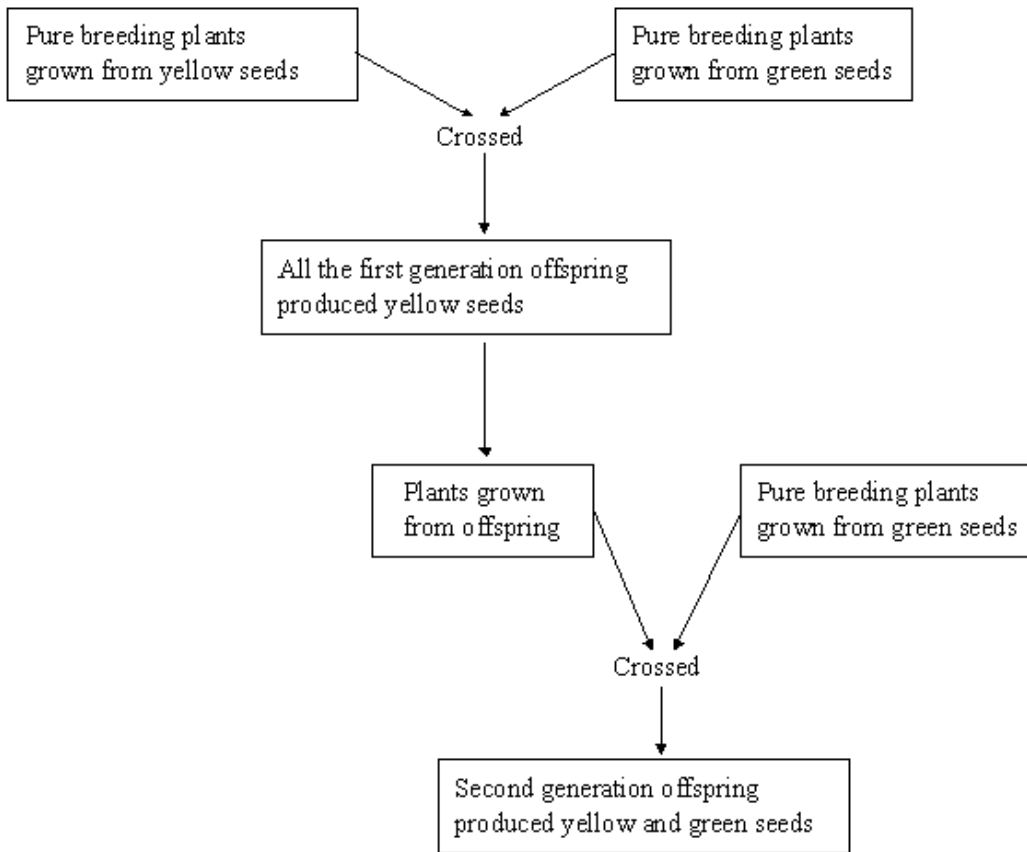 Pure breeding plants
grown from yellow seeds
Pure breeding plants
grown from green seeds
Crossed
All the first generation offspring
produced yellow seeds
Plants grown
from offspring
Pure breeding plants
grown from green seeds
Crossed
Second generation offspring
produced yellow and green seeds